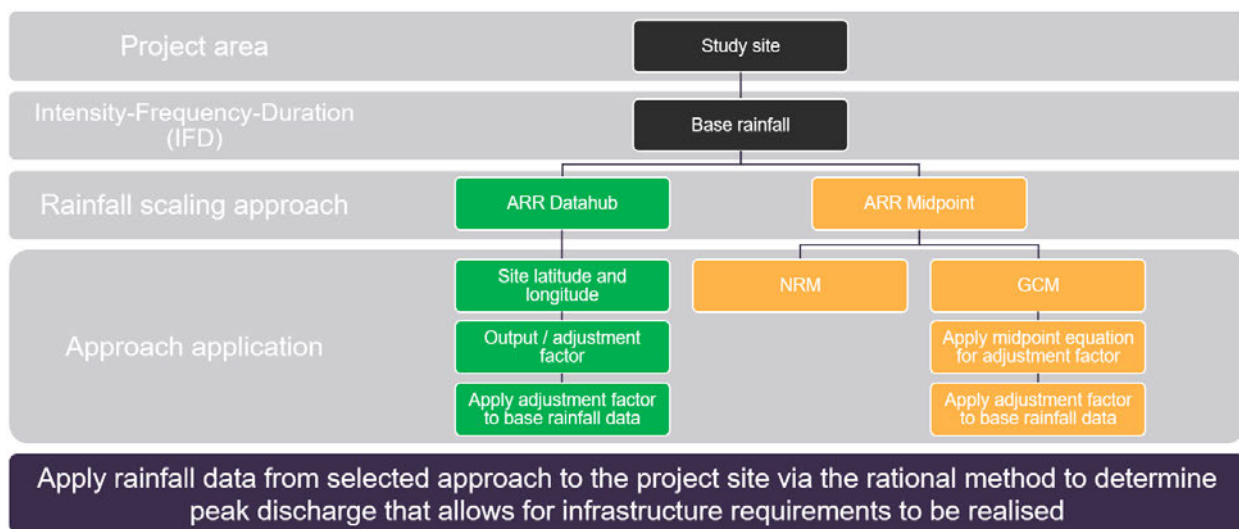 Project area
Study site
Intensity-Frequency-Duration
(IFD)
Base rainfall
Rainfall scaling approach
ARR Datahub
ARR Midpoint
Approach application
Site latitude and
longitude
NRM
GCM
Output / adjustment
factor
Apply midpoint equation
for adjustment factor
Apply adjustment factor
to base rainfall data
Apply adjustment factor
to base rainfall data
Apply rainfall data from selected approach to the project site via the rational method to determine
peak discharge that allows for infrastructure requirements to be realised